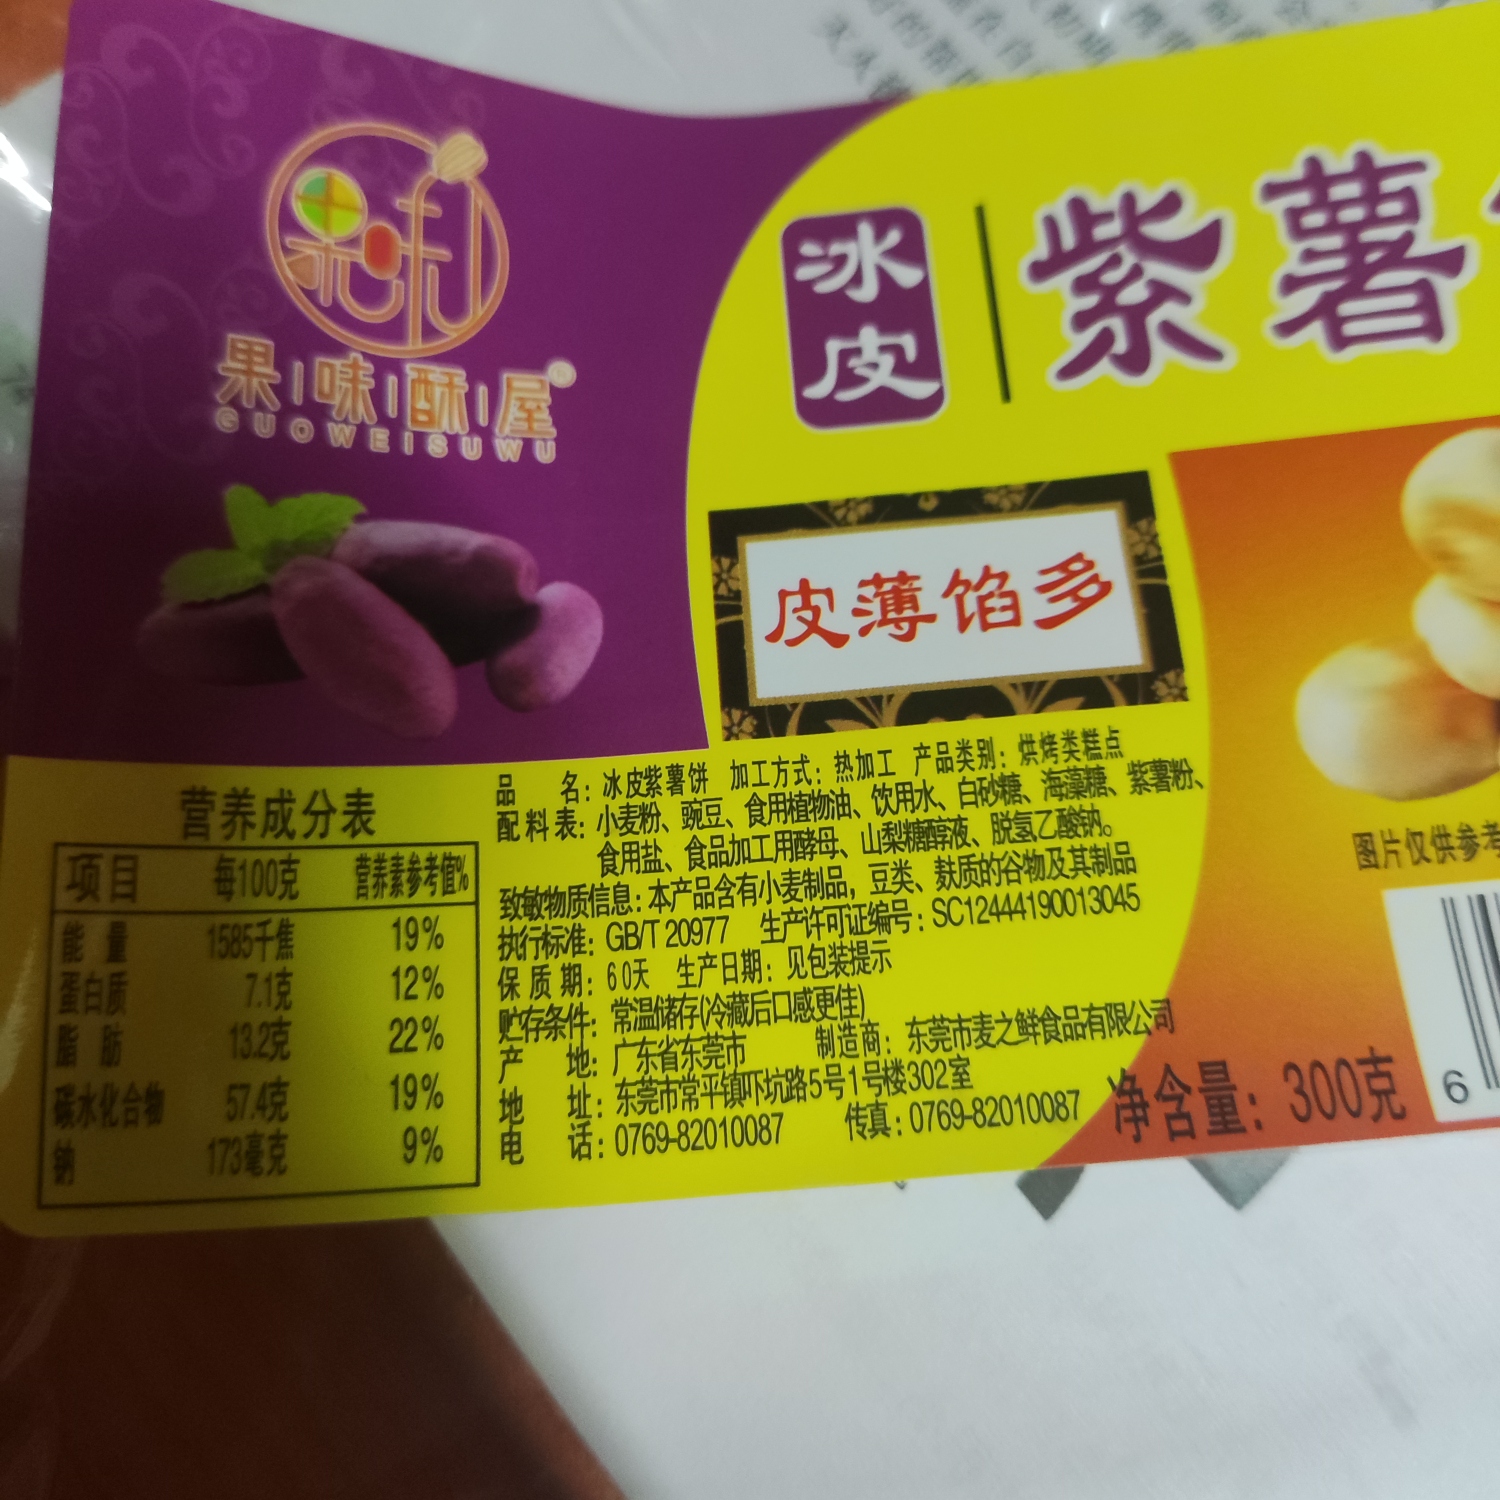 果味
果味酥屋®
GUOWEISUWU
冰皮
紫薯
皮薄馅多
营养成分表
项目 每100克 营养素参考值%
能 量 1585千焦 19%
蛋白质 7.1克 12%
脂 肪 13.2克 22%
碳水化合物 57.4克 19%
钠 173毫克 9%
品 名：冰皮紫薯饼 加工方式：热加工 产品类别：烘烤类糕点
配料表：小麦粉、豌豆、食用植物油、饮用水、白砂糖、海藻糖、紫薯粉、
食用盐、食品加工用酵母、山梨糖醇液、脱氢乙酸钠。
致敏物质信息：本产品含有小麦制品，豆类、麸质的谷物及其制品
执行标准：GB/T 20977 生产许可证编号：SC12444190013045
保质期：60天 生产日期：见包装提示
贮存条件：常温储存(冷藏后口感更佳)
产 地：广东省东莞市 制造商：东莞市麦之鲜食品有限公司
地 址：东莞市常平镇吓坑路5号1号楼302室
电 话：0769-82010087 传真：0769-82010087
净含量：300克
图片仅供参考
6